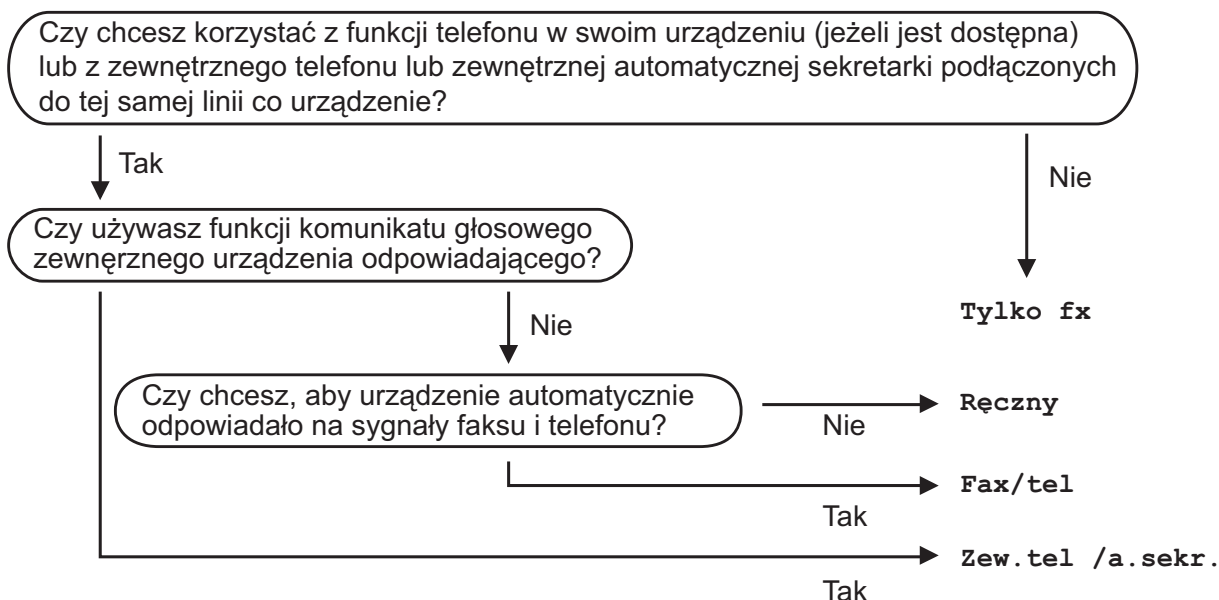 Czy chcesz korzystać z funkcji telefonu w swoim urządzeniu (jeżeli jest dostępna)
lub z zewnętrznego telefonu lub zewnętrznej automatycznej sekretarki podłączonych
do tej samej linii co urządzenie?
Tak
Nie
Czy używasz funkcji komunikatu głosowego
zewnęrznego urządzenia odpowiadającego?
Tylko fx
Nie
Czy chcesz, aby urządzenie automatycznie
odpowiadało na sygnały faksu i telefonu?
Ręczny
Nie
Fax/tel
Tak
Zew.tel /a.sekr.
Tak